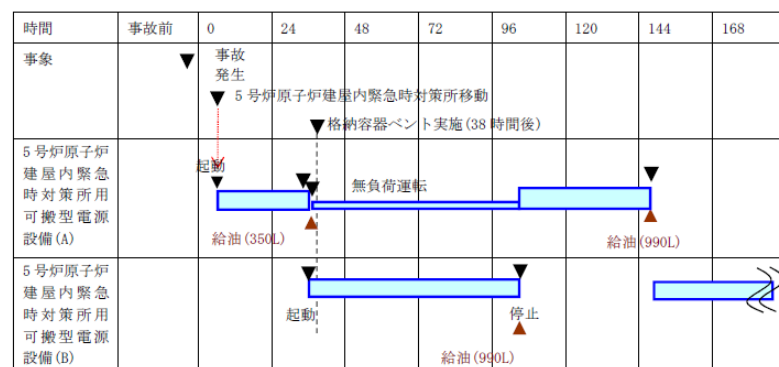 時間 事故前 0 24 48 72 96 120 144 168
事象
事故
発生
5号炉原子炉建屋内緊急時対策所移動
格納容器ベント実施(38時間後)
5号炉原子炉
建屋内緊急
時対策所用
可搬型電源
設備(A)
起動
無負荷運転
給油(350L)
給油(990L)
5号炉原子炉
建屋内緊急
時対策所用
可搬型電源
設備(B)
起動
停止
給油(990L)